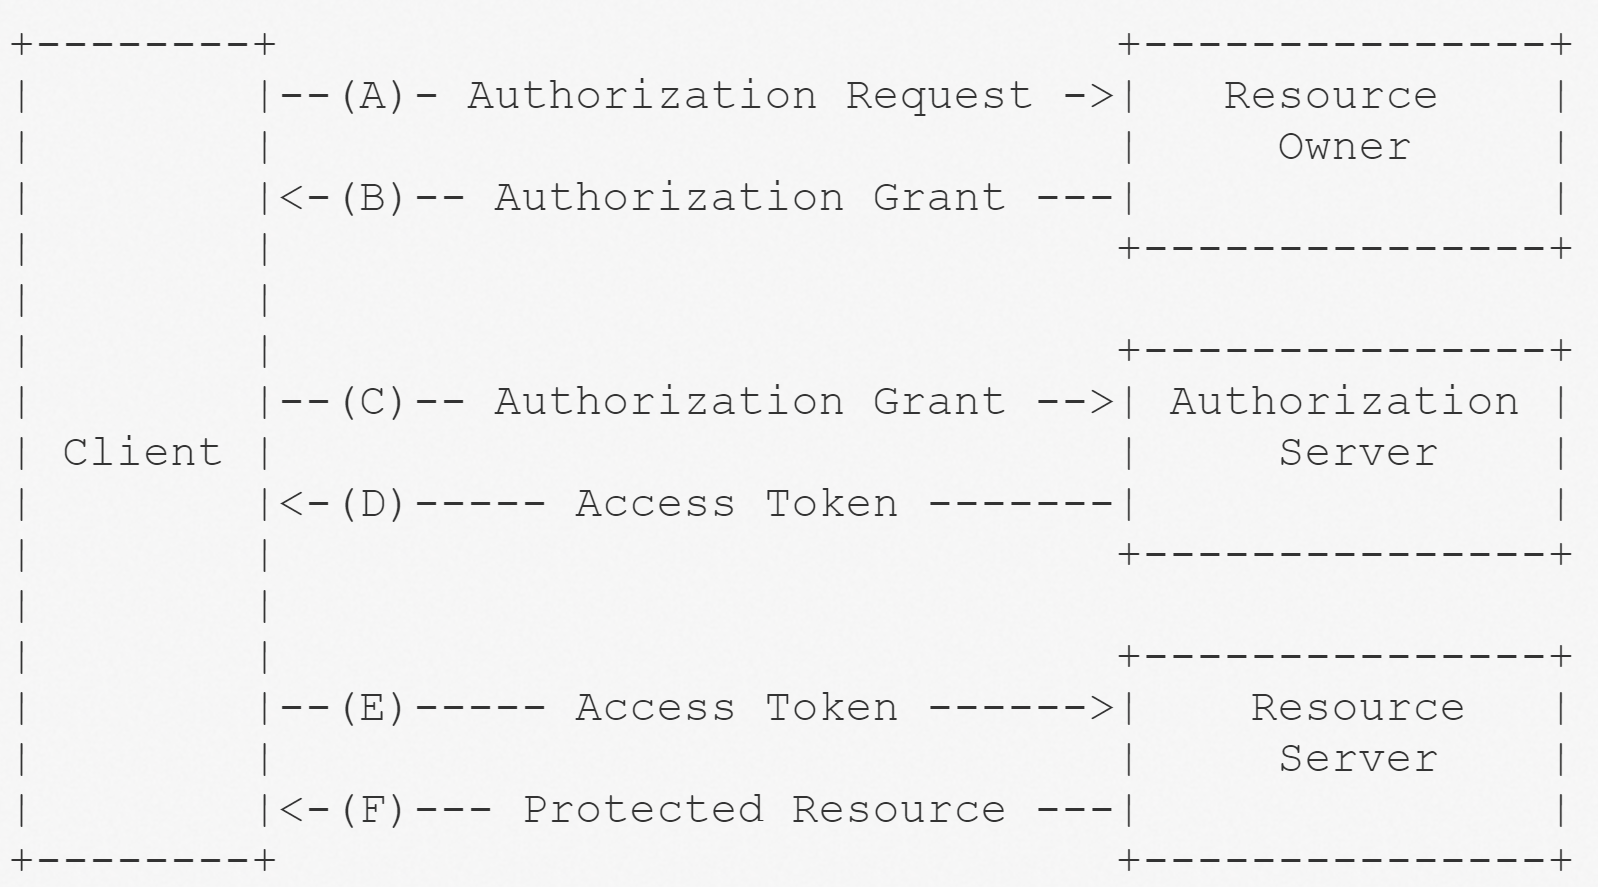 +--------+                               +---------------+
|        |--(A)- Authorization Request ->|   Resource    |
|        |                               |     Owner     |
|        |<-(B)-- Authorization Grant ---|               |
|        |                               +---------------+
|        |
|        |                               +---------------+
|        |--(C)-- Authorization Grant -->| Authorization |
| Client |                               |     Server    |
|        |<-(D)----- Access Token -------|               |
|        |                               +---------------+
|        |
|        |                               +---------------+
|        |--(E)----- Access Token ------>|    Resource   |
|        |                               |     Server    |
|        |<-(F)--- Protected Resource ---|               |
+--------+                               +---------------+